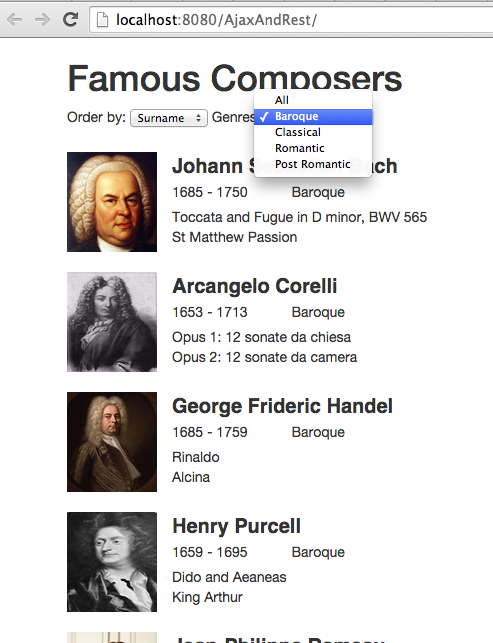 localhost:8080/AjaxAndRest/
Famous Composers
Order by: Surname Genres
All
✓ Baroque
Classical
Romantic
Post Romantic
Johann Bach
1685 - 1750 Baroque
Toccata and Fugue in D minor, BWV 565
St Matthew Passion
Arcangelo Corelli
1653 - 1713 Baroque
Opus 1: 12 sonate da chiesa
Opus 2: 12 sonate da camera
George Frideric Handel
1685 - 1759 Baroque
Rinaldo
Alcina
Henry Purcell
1659 - 1695 Baroque
Dido and Aeaneas
King Arthur